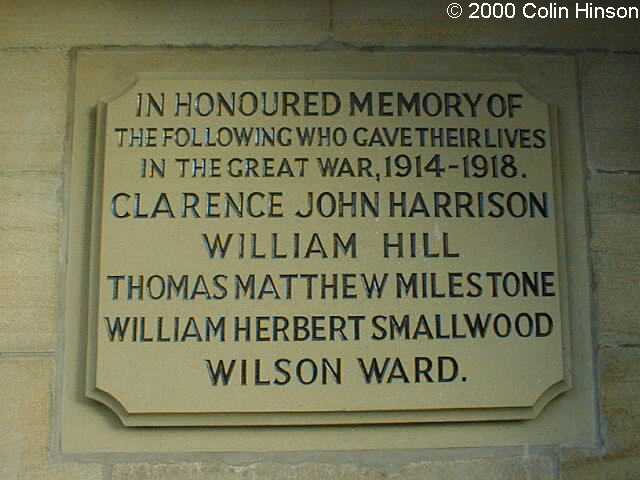 © 2000 Colin Hinson
IN HONOURED MEMORY OF
THE FOLLOWING WHO GAVE THEIR LIVES
IN THE GREAT WAR, 1914-1918.
CLARENCE JOHN HARRISON
WILLIAM HILL
THOMAS MATTHEW MILESTONE
WILLIAM HERBERT SMALLWOOD
WILSON WARD.